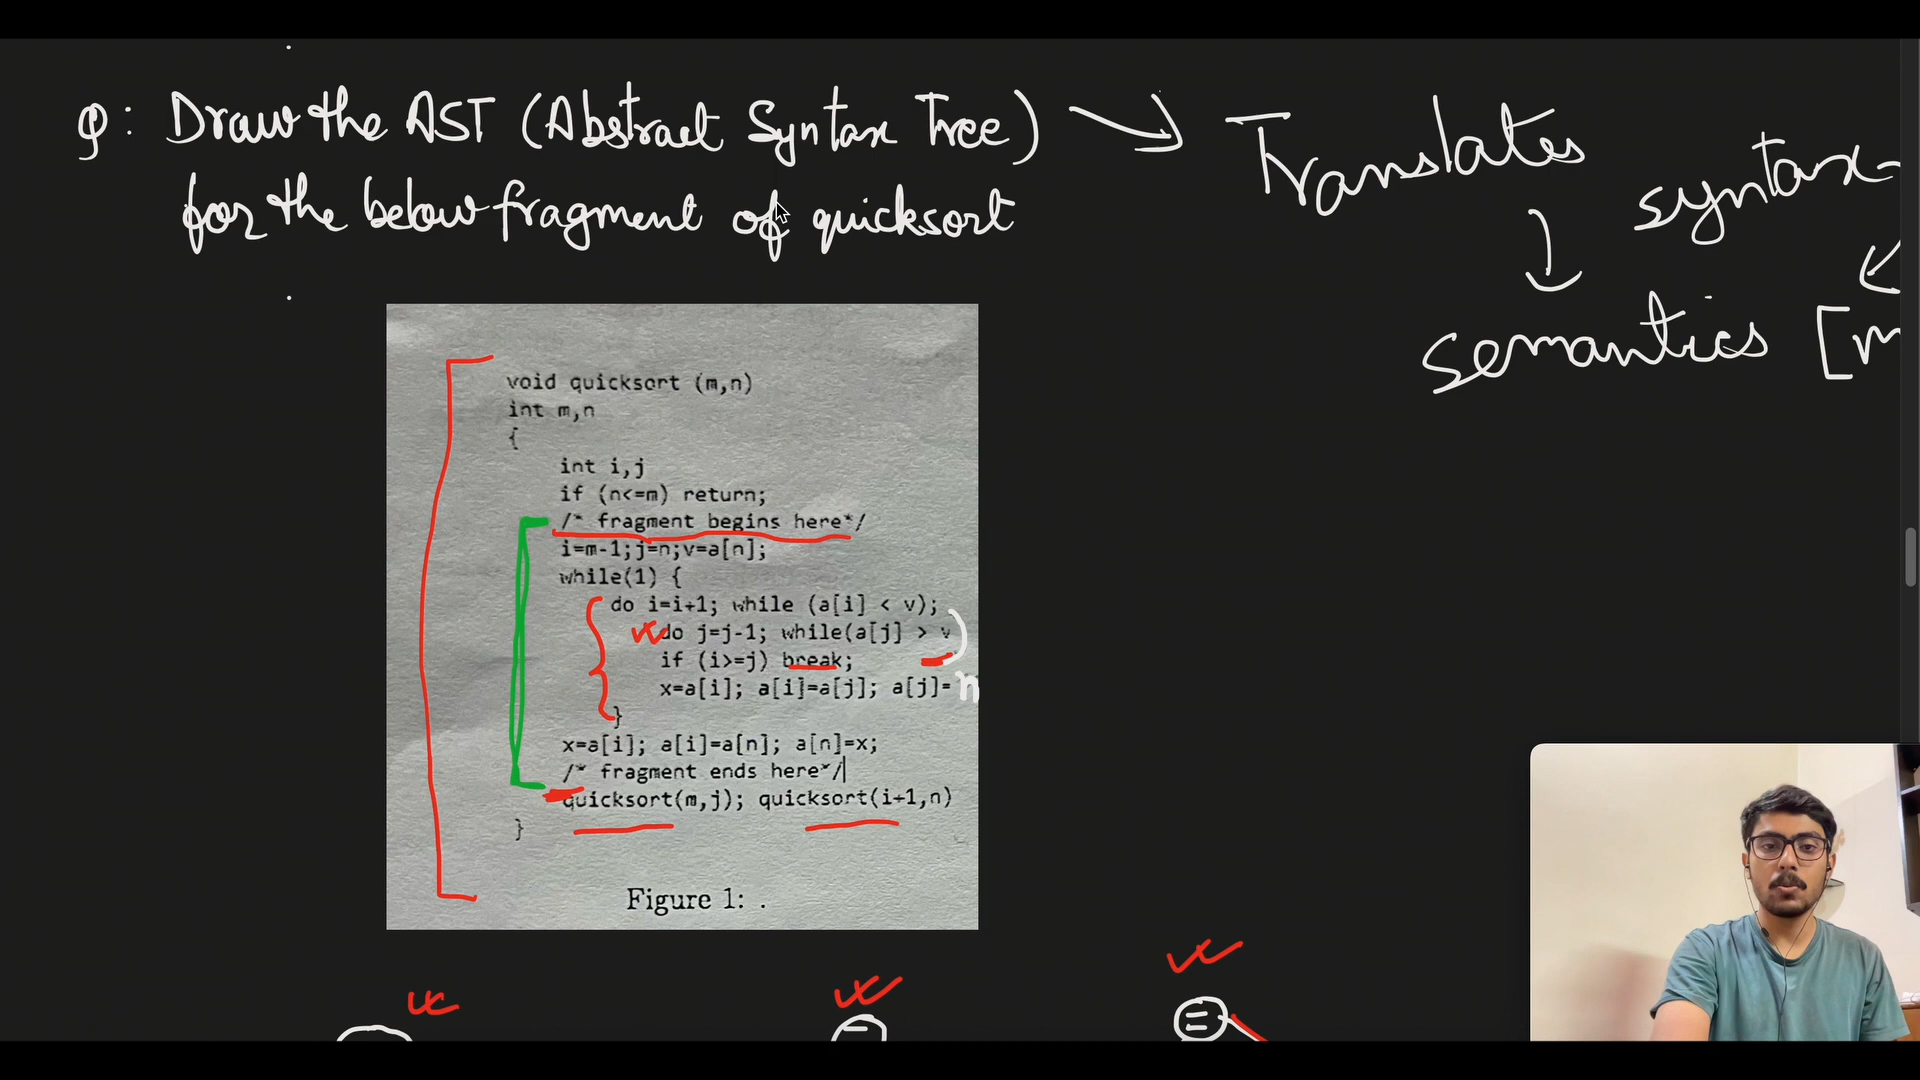 Q: Draw the AST (Abstract Syntax Tree) → Translates
syntax-
for the below fragment of quicksort
semantics [m
void quicksort (m,n)
int m,n
{
int i,j
if (n<=m) return;
/* fragment begins here*/
i=m-1;j=n;v=a[n];
while(1) {
do i=i+1; while (a[i] < v);
do j=j-1; while(a[j] > v)
if (i>=j) break;
x=a[i]; a[i]=a[j]; a[j]=
}
x=a[i]; a[i]=a[n]; a[n]=x;
/* fragment ends here*/
quicksort(m,j); quicksort(i+1,n)
}
Figure 1: .
=
=